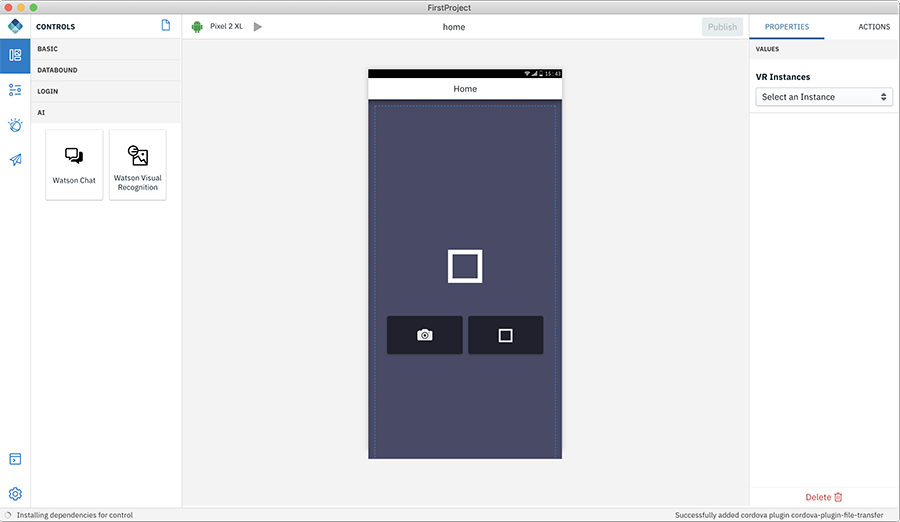 FirstProject
CONTROLS
Pixel 2 XL
home
Publish
PROPERTIES
ACTIONS
BASIC
DATABOUND
LOGIN
AI
Watson Chat
Watson Visual
Recognition
15:43
Home
VALUES
VR Instances
Select an Instance
Delete
Installing dependencies for control
Successfully added cordova plugin cordova-plugin-file-transfer